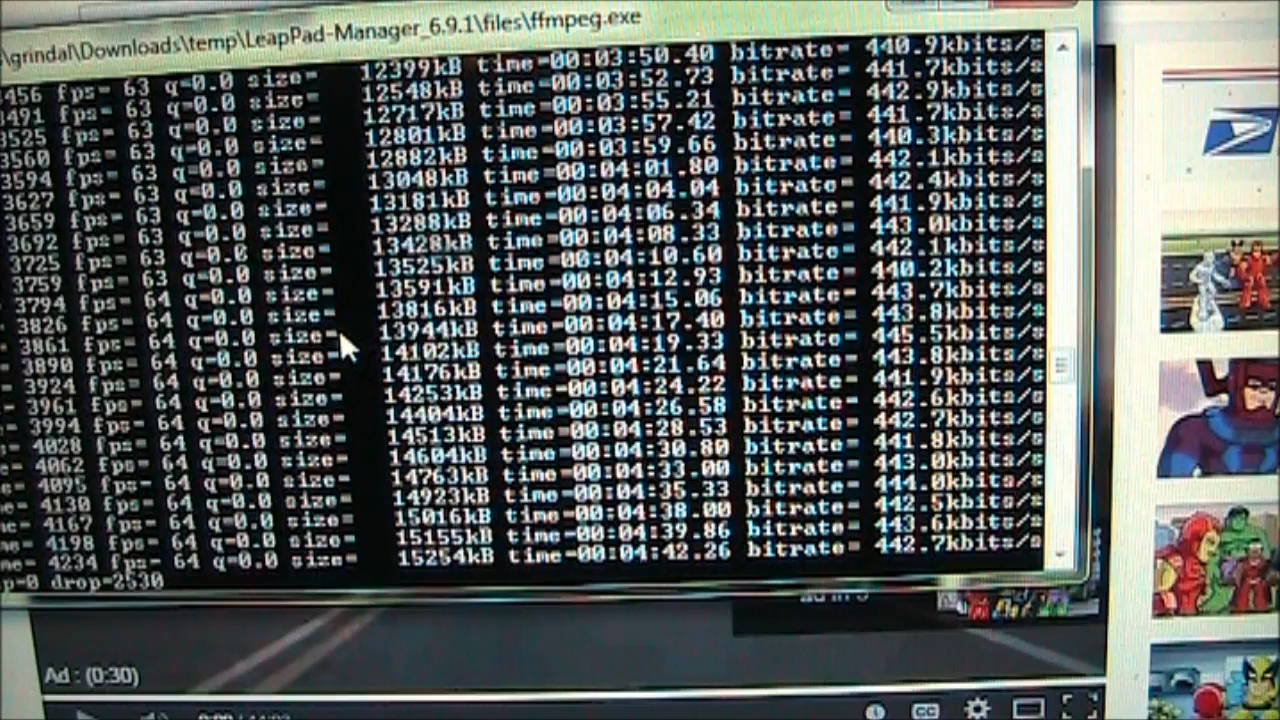 \grindal\Downloads\temp\LeapPad-Manager_6.9.1\files\ffmpeg.exe
3456 fps= 63 q=0.0 size= 12399kB time=00:03:50.40 bitrate= 440.9kbits/s
3491 fps= 63 q=0.0 size= 12548kB time=00:03:52.73 bitrate= 441.7kbits/s
3525 fps= 63 q=0.0 size= 12717kB time=00:03:55.21 bitrate= 442.9kbits/s
3560 fps= 63 q=0.0 size= 12801kB time=00:03:57.42 bitrate= 441.7kbits/s
3594 fps= 63 q=0.0 size= 12882kB time=00:03:59.66 bitrate= 440.3kbits/s
3627 fps= 63 q=0.0 size= 13048kB time=00:04:01.80 bitrate= 442.1kbits/s
3659 fps= 63 q=0.0 size= 13181kB time=00:04:04.04 bitrate= 442.4kbits/s
3692 fps= 63 q=0.0 size= 13288kB time=00:04:06.34 bitrate= 441.9kbits/s
3725 fps= 63 q=0.0 size= 13428kB time=00:04:08.33 bitrate= 443.0kbits/s
3759 fps= 63 q=0.0 size= 13525kB time=00:04:10.60 bitrate= 442.1kbits/s
3794 fps= 64 q=0.0 size= 13591kB time=00:04:12.93 bitrate= 440.2kbits/s
3826 fps= 64 q=0.0 size= 13816kB time=00:04:15.06 bitrate= 443.7kbits/s
3861 fps= 64 q=0.0 size= 13944kB time=00:04:17.40 bitrate= 443.8kbits/s
3890 fps= 64 q=0.0 size= 14102kB time=00:04:19.33 bitrate= 445.5kbits/s
3924 fps= 64 q=0.0 size= 14176kB time=00:04:21.64 bitrate= 443.8kbits/s
= 3961 fps= 64 q=0.0 size= 14253kB time=00:04:24.22 bitrate= 441.9kbits/s
= 3994 fps= 64 q=0.0 size= 14404kB time=00:04:26.58 bitrate= 442.6kbits/s
= 4028 fps= 64 q=0.0 size= 14513kB time=00:04:28.53 bitrate= 442.7kbits/s
= 4062 fps= 64 q=0.0 size= 14604kB time=00:04:30.80 bitrate= 441.8kbits/s
e= 4095 fps= 64 q=0.0 size= 14763kB time=00:04:33.00 bitrate= 443.0kbits/s
e= 4130 fps= 64 q=0.0 size= 14923kB time=00:04:35.33 bitrate= 444.0kbits/s
e= 4167 fps= 64 q=0.0 size= 15016kB time=00:04:38.00 bitrate= 442.5kbits/s
me= 4198 fps= 64 q=0.0 size= 15155kB time=00:04:39.86 bitrate= 443.6kbits/s
me= 4234 fps= 64 q=0.0 size= 15254kB time=00:04:42.26 bitrate= 442.7kbits/s
p=0 drop=2530
Ad : (0:30)
CC